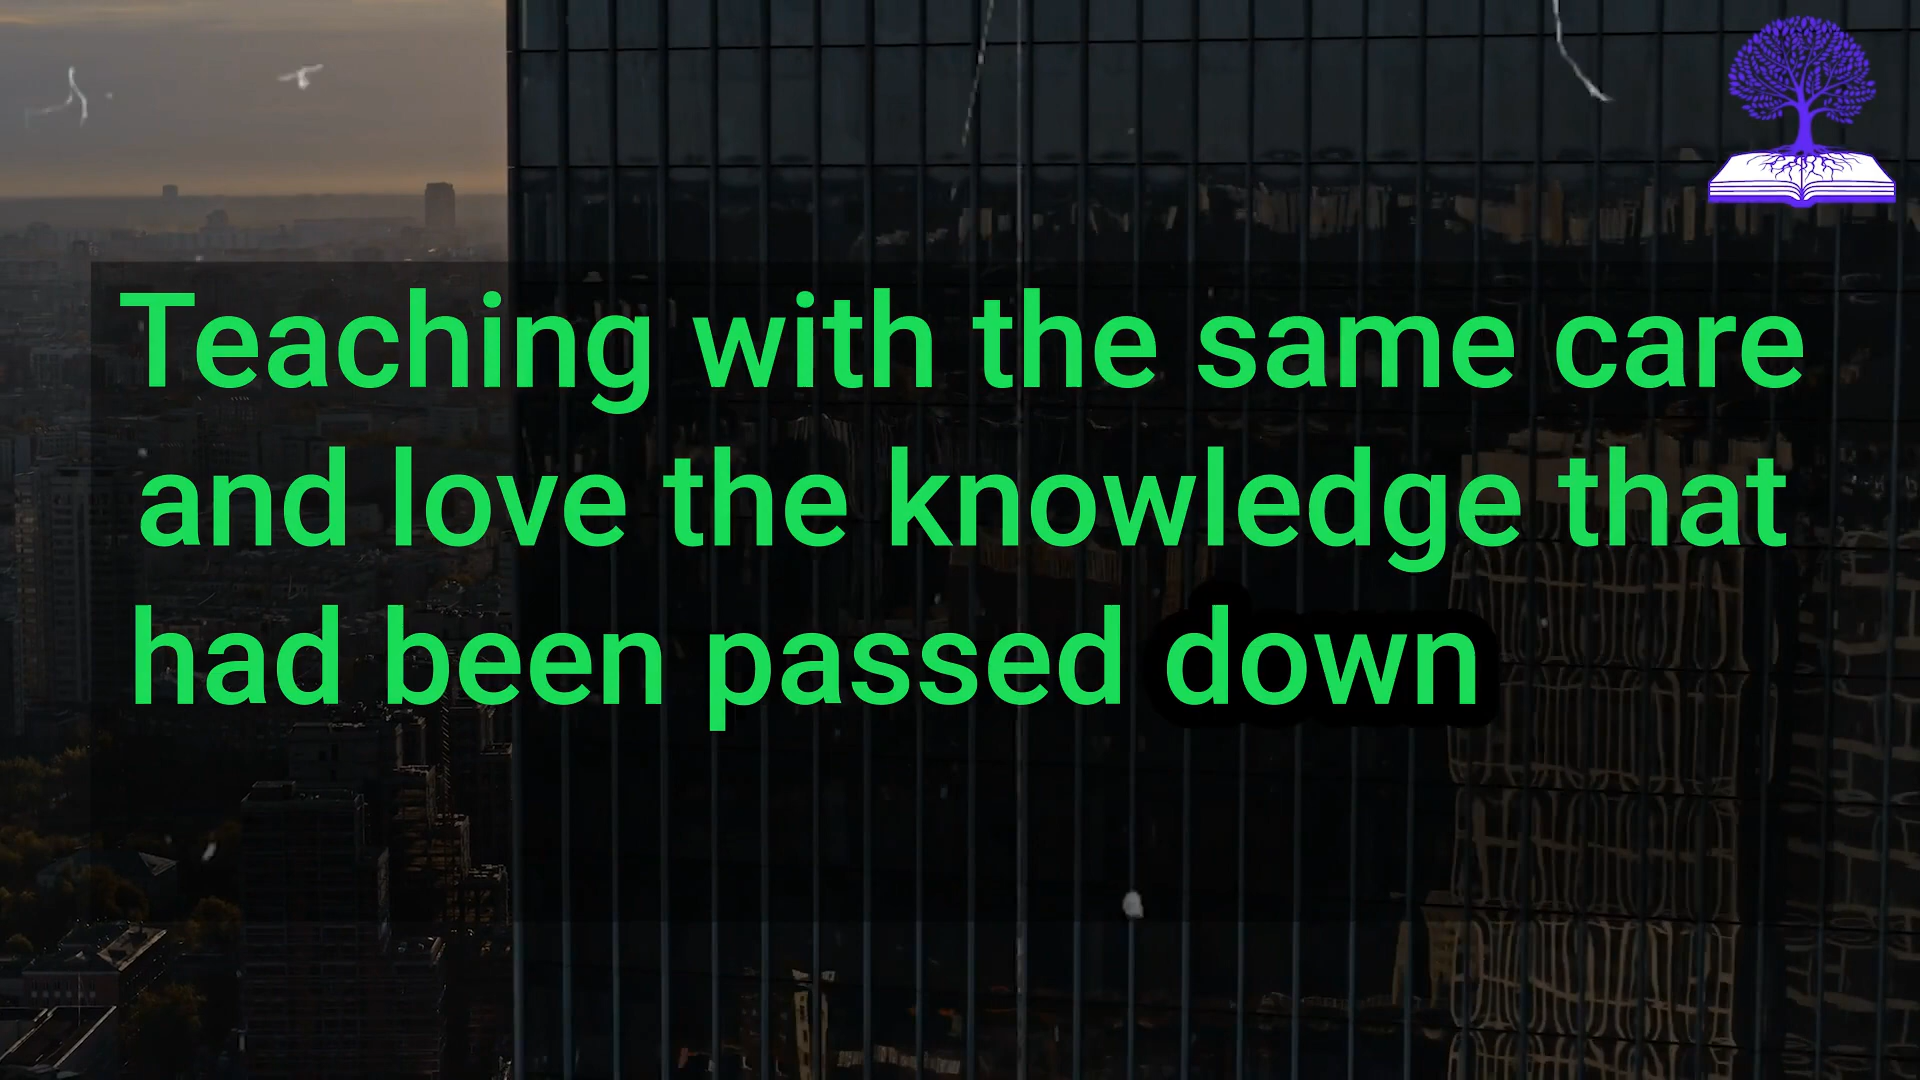 Teaching with the same care
and love the knowledge that
had been passed down